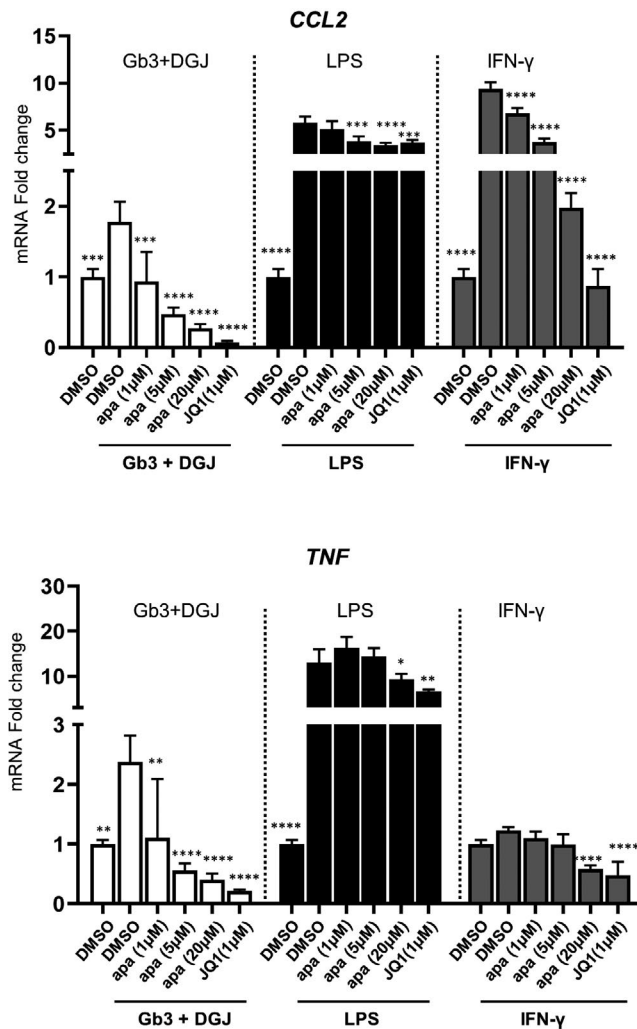 CCL2
Gb3+DGJ LPS IFN-γ
mRNA Fold change
15
10
5
2
1
0
*** *** **** **** ****
**** *** **** ***
**** **** **** **** ****
DMSO DMSO apa (1μM) apa (5μM) apa (20μM) JQ1(1μM) DMSO DMSO apa (1μM) apa (5μM) apa (20μM) JQ1(1μM) DMSO DMSO apa (1μM) apa (5μM) apa (20μM) JQ1(1μM)
Gb3 + DGJ LPS IFN-γ
TNF
Gb3+DGJ LPS IFN-γ
mRNA Fold change
30
20
10
3
2
1
0
** ** **** **** ****
**** * **
**** ****
DMSO DMSO apa (1μM) apa (5μM) apa (20μM) JQ1(1μM) DMSO DMSO apa (1μM) apa (5μM) apa (20μM) JQ1(1μM) DMSO DMSO apa (1μM) apa (5μM) apa (20μM) JQ1(1μM)
Gb3 + DGJ LPS IFN-γ